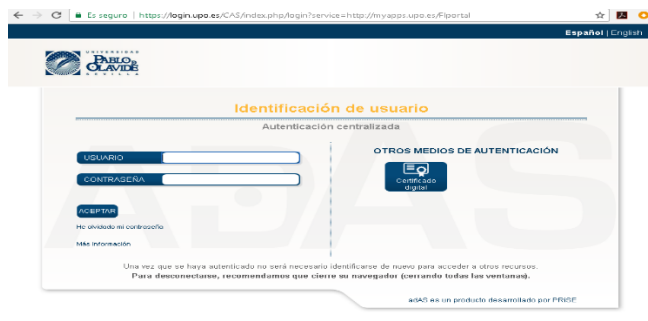 Es seguro | https://login.upo.es/CAS/index.php/login?service=http://myapps.upo.es/Flportal
Español | English
UNIVERSIDAD
PABLO DE
OLAVIDE
SEVILLA
Identificación de usuario
Autenticación centralizada
USUARIO
CONTRASEÑA
ACEPTAR
He olvidado mi contraseña
Más información
OTROS MEDIOS DE AUTENTICACIÓN
Certificado
digital
ADAS
Una vez que se haya autenticado no será necesario identificarse de nuevo para acceder a otros recursos.
Para desconectarse, recomendamos que cierre su navegador (cerrando todas las ventanas).
adAS es un producto desarrollado por PRiSE